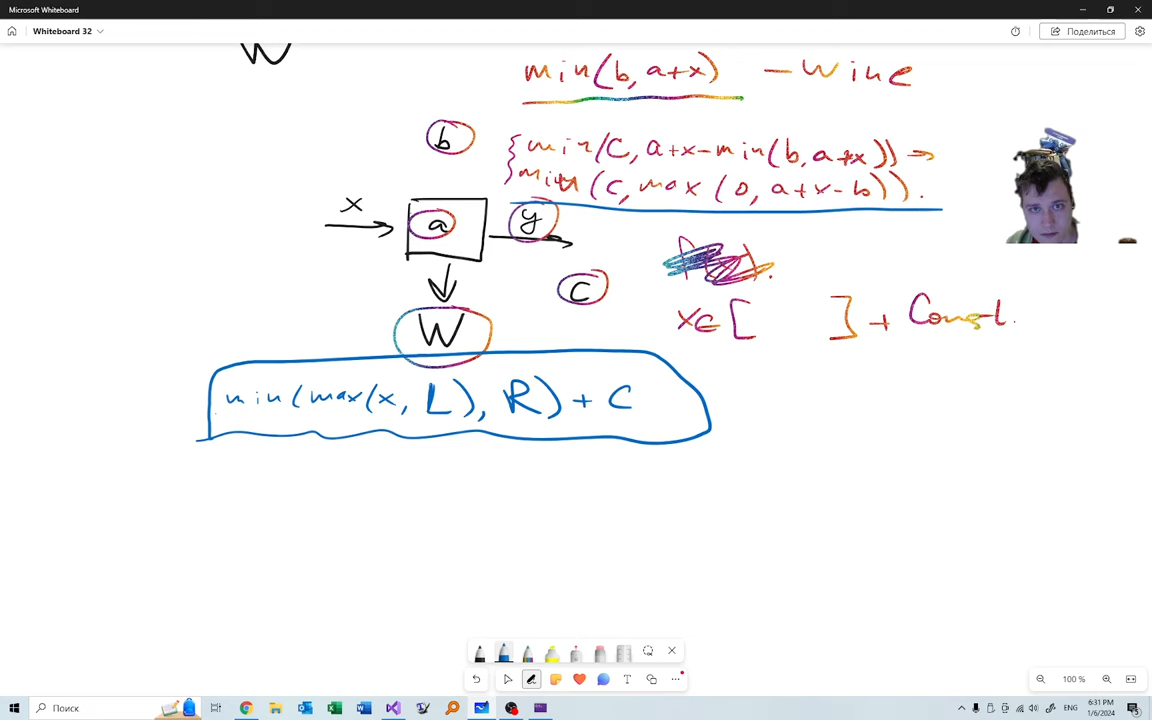 Microsoft Whiteboard
Whiteboard 32
Поделиться
W
min(b, a+x) - Wine
b
{min(C, a+x-min(b, a+x)) →
min(c, max(0, a+x-b)).
x
a
y
C
W
x∈[ ] + Const.
min(max(x, L), R) + C
100 %
Поиск
ENG
6:31 PM
1/6/2024
5